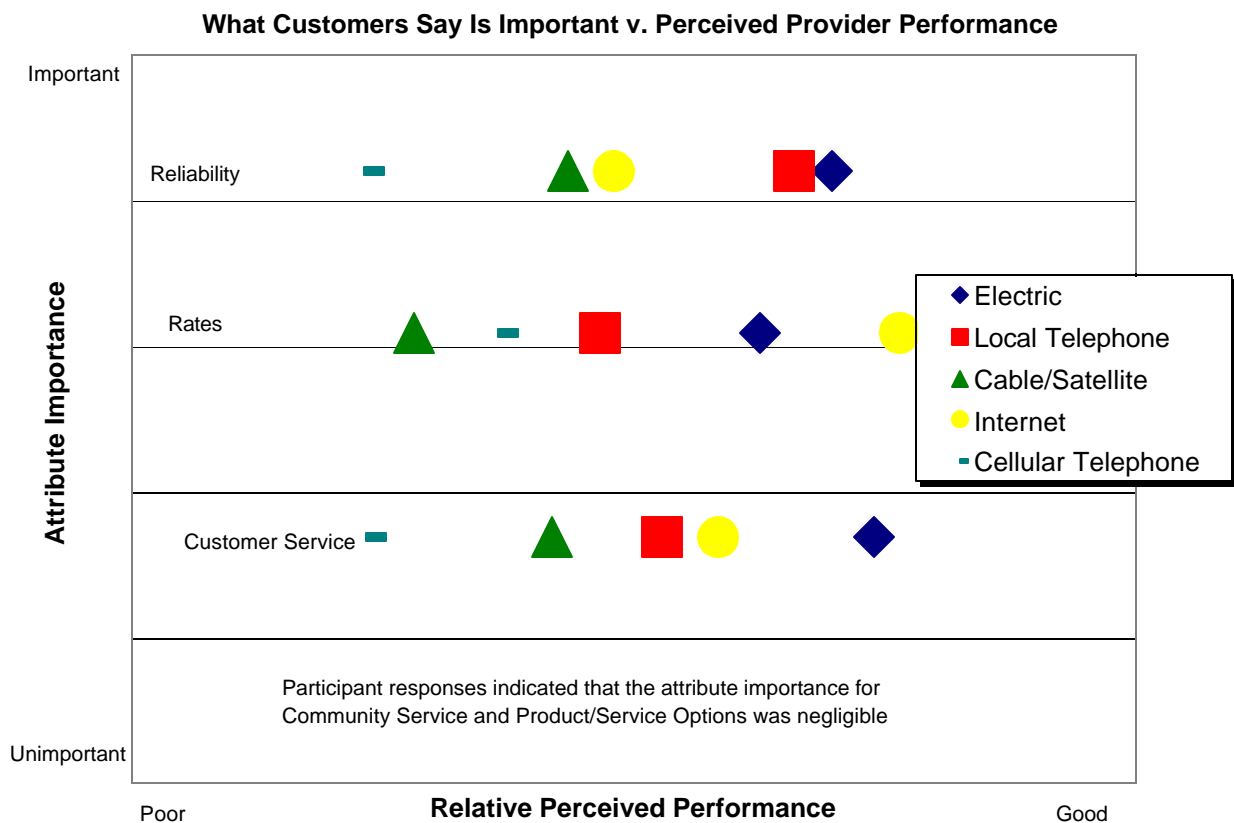 What Customers Say Is Important v. Perceived Provider Performance
Important
Reliability
Rates
Attribute Importance
Electric
Local Telephone
Cable/Satellite
Internet
Cellular Telephone
Customer Service
Participant responses indicated that the attribute importance for
Community Service and Product/Service Options was negligible
Unimportant
Poor
Relative Perceived Performance
Good